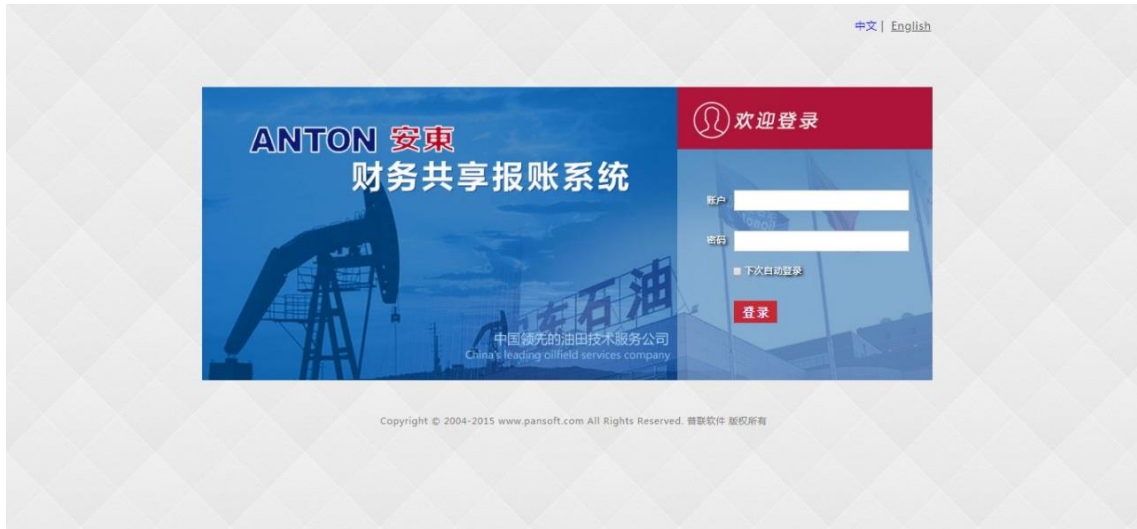 中文 | English
ANTON 安東
财务共享报账系统
欢迎登录
账户
密码
下次自动登录
登录
东石油
中国领先的油田技术服务公司
China's leading oilfield services company
Copyright © 2004-2015 www.pansoft.com All Rights Reserved. 普联软件 版权所有